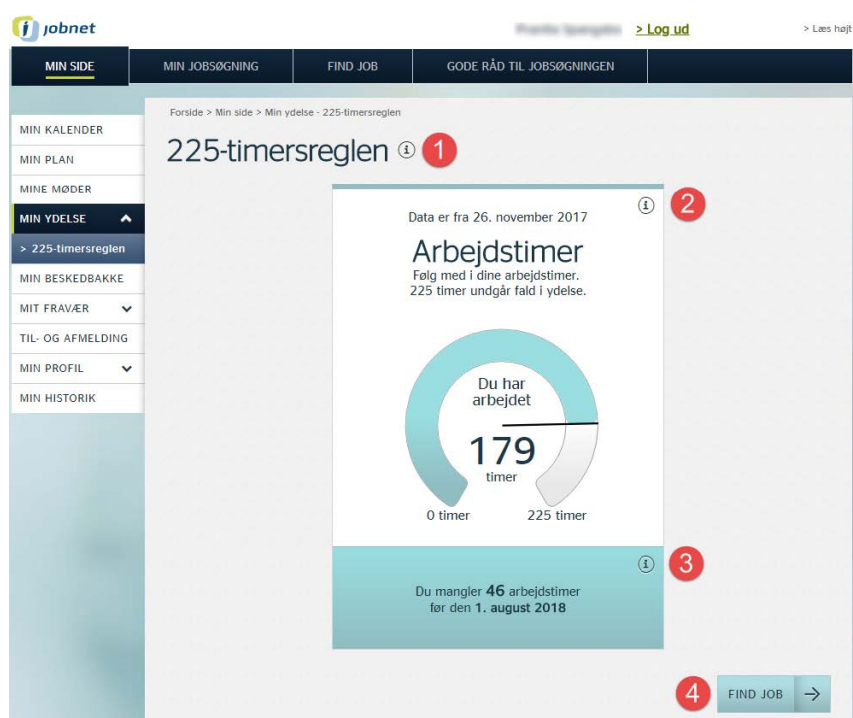 jobnet
> Log ud
> Læs højt
MIN SIDE
MIN JOBSØGNING
FIND JOB
GODE RÅD TIL JOBSØGNINGEN
Forside > Min side > Min ydelse - 225-timersreglen
MIN KALENDER
MIN PLAN
MINE MØDER
MIN YDELSE
> 225-timersreglen
MIN BESKEDBAKKE
MIT FRAVÆR
TIL- OG AFMELDING
MIN PROFIL
MIN HISTORIK
225-timersreglen i 1
i 2
Data er fra 26. november 2017
Arbejdstimer
Følg med i dine arbejdstimer.
225 timer undgår fald i ydelse.
Du har
arbejdet
179
timer
0 timer 225 timer
i 3
Du mangler 46 arbejdstimer
før den 1. august 2018
4 FIND JOB →